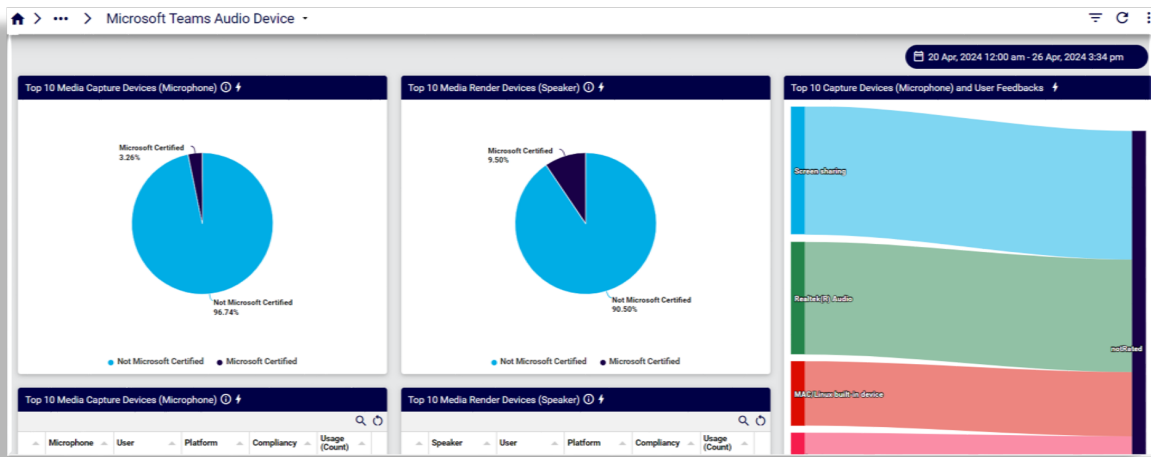 Microsoft Teams Audio Device
20 Apr, 2024 12:00 am - 26 Apr, 2024 3:34 pm
Top 10 Media Capture Devices (Microphone)
Microsoft Certified
3.26%
Not Microsoft Certified
96.74%
Not Microsoft Certified
Microsoft Certified
Top 10 Media Render Devices (Speaker)
Microsoft Certified
9.50%
Not Microsoft Certified
90.50%
Not Microsoft Certified
Microsoft Certified
Top 10 Capture Devices (Microphone) and User Feedbacks
Screen sharing
Realtek(R) Audio
notRated
MAC/Linux built-in device
Top 10 Media Capture Devices (Microphone)
Microphone User Platform Compliancy Usage
(Count)
Top 10 Media Render Devices (Speaker)
Speaker User Platform Compliancy Usage
(Count)